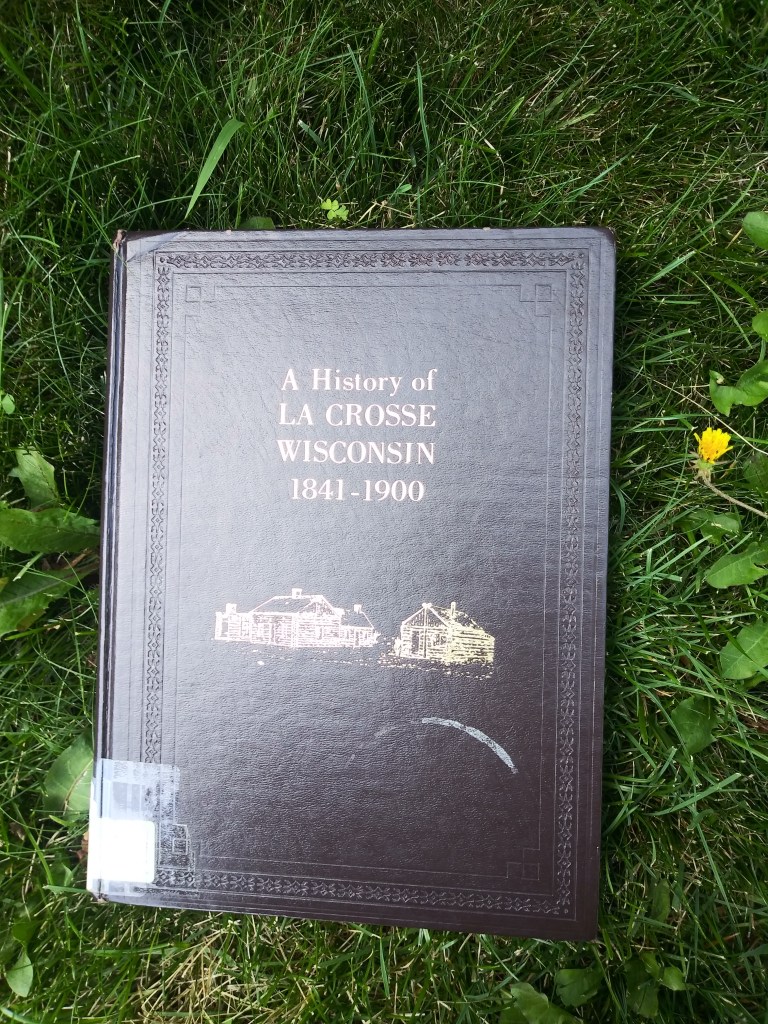 A History of
LA CROSSE
WISCONSIN
1841-1900